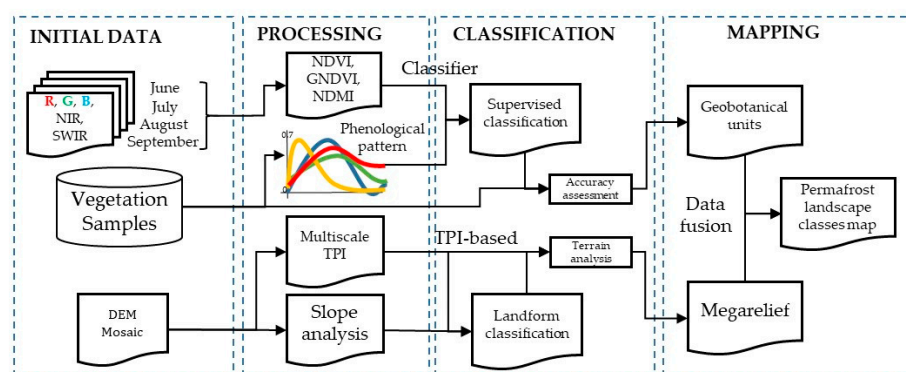 INITIAL DATA
R, G, B,
NIR,
SWIR
June
July
August
September
Vegetation
Samples
DEM
Mosaic
PROCESSING
NDVI,
GNDVI,
NDMI
0,7
0
Phenological
pattern
Multiscale
TPI
Slope
analysis
CLASSIFICATION
Classifier
Supervised
classification
Accuracy
assessment
TPI-based
Terrain analysis
Landform
classification
MAPPING
Geobotanical
units
Data
fusion
Permafrost
landscape
classes map
Megarelief